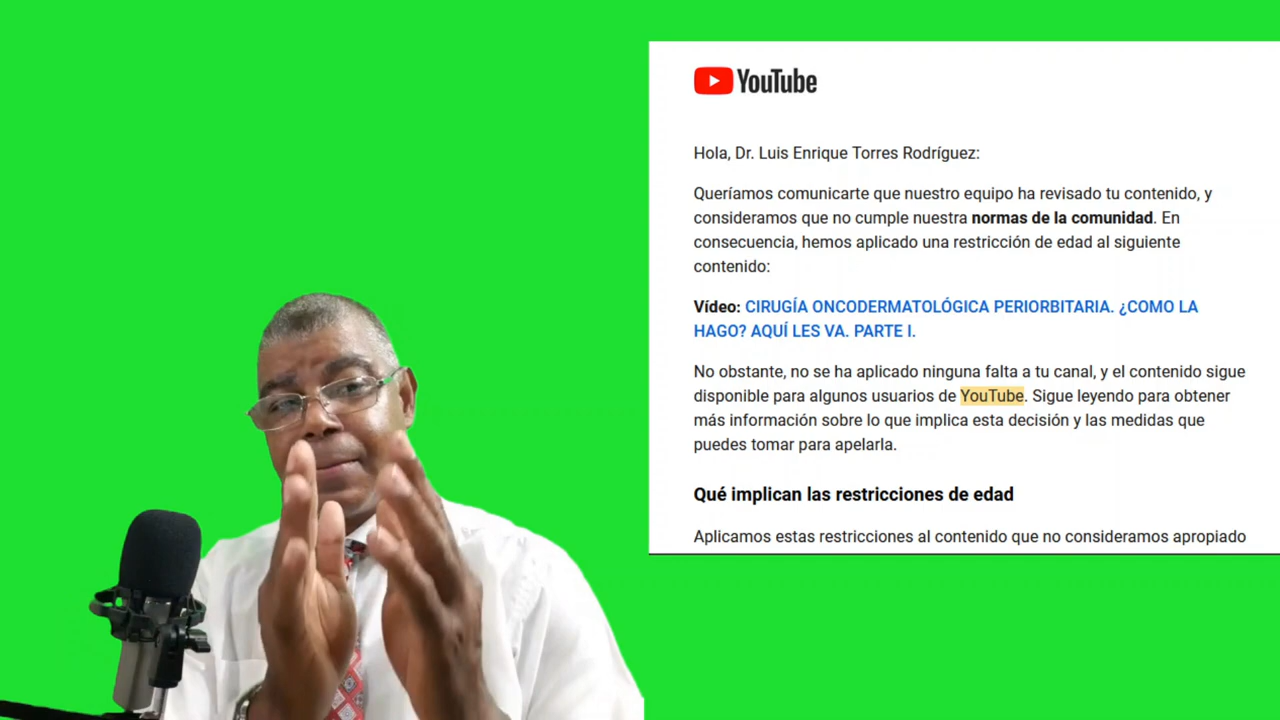 YouTube
Hola, Dr. Luis Enrique Torres Rodríguez:
Queríamos comunicarte que nuestro equipo ha revisado tu contenido, y
consideramos que no cumple nuestra normas de la comunidad. En
consecuencia, hemos aplicado una restricción de edad al siguiente
contenido:
Vídeo: CIRUGÍA ONCODERMATOLÓGICA PERIORBITARIA. ¿COMO LA
HAGO? AQUÍ LES VA. PARTE I.
No obstante, no se ha aplicado ninguna falta a tu canal, y el contenido sigue
disponible para algunos usuarios de YouTube. Sigue leyendo para obtener
más información sobre lo que implica esta decisión y las medidas que
puedes tomar para apelarla.
Qué implican las restricciones de edad
Aplicamos estas restricciones al contenido que no consideramos apropiado